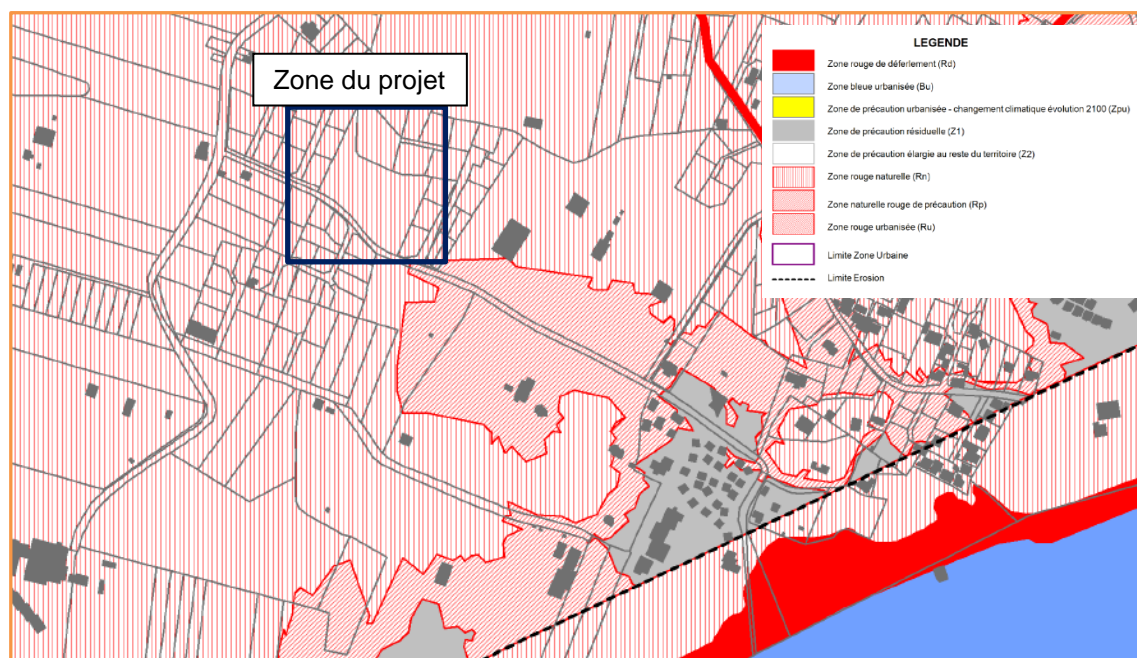 Zone du projet
LEGENDE
Zone rouge de déferlement (Rd)
Zone bleue urbanisée (Bu)
Zone de précaution urbanisée - changement climatique évolution 2100 (Zpu)
Zone de précaution résiduelle (Z1)
Zone de précaution élargie au reste du territoire (Z2)
Zone rouge naturelle (Rn)
Zone naturelle rouge de précaution (Rp)
Zone rouge urbanisée (Ru)
Limite Zone Urbaine
Limite Erosion